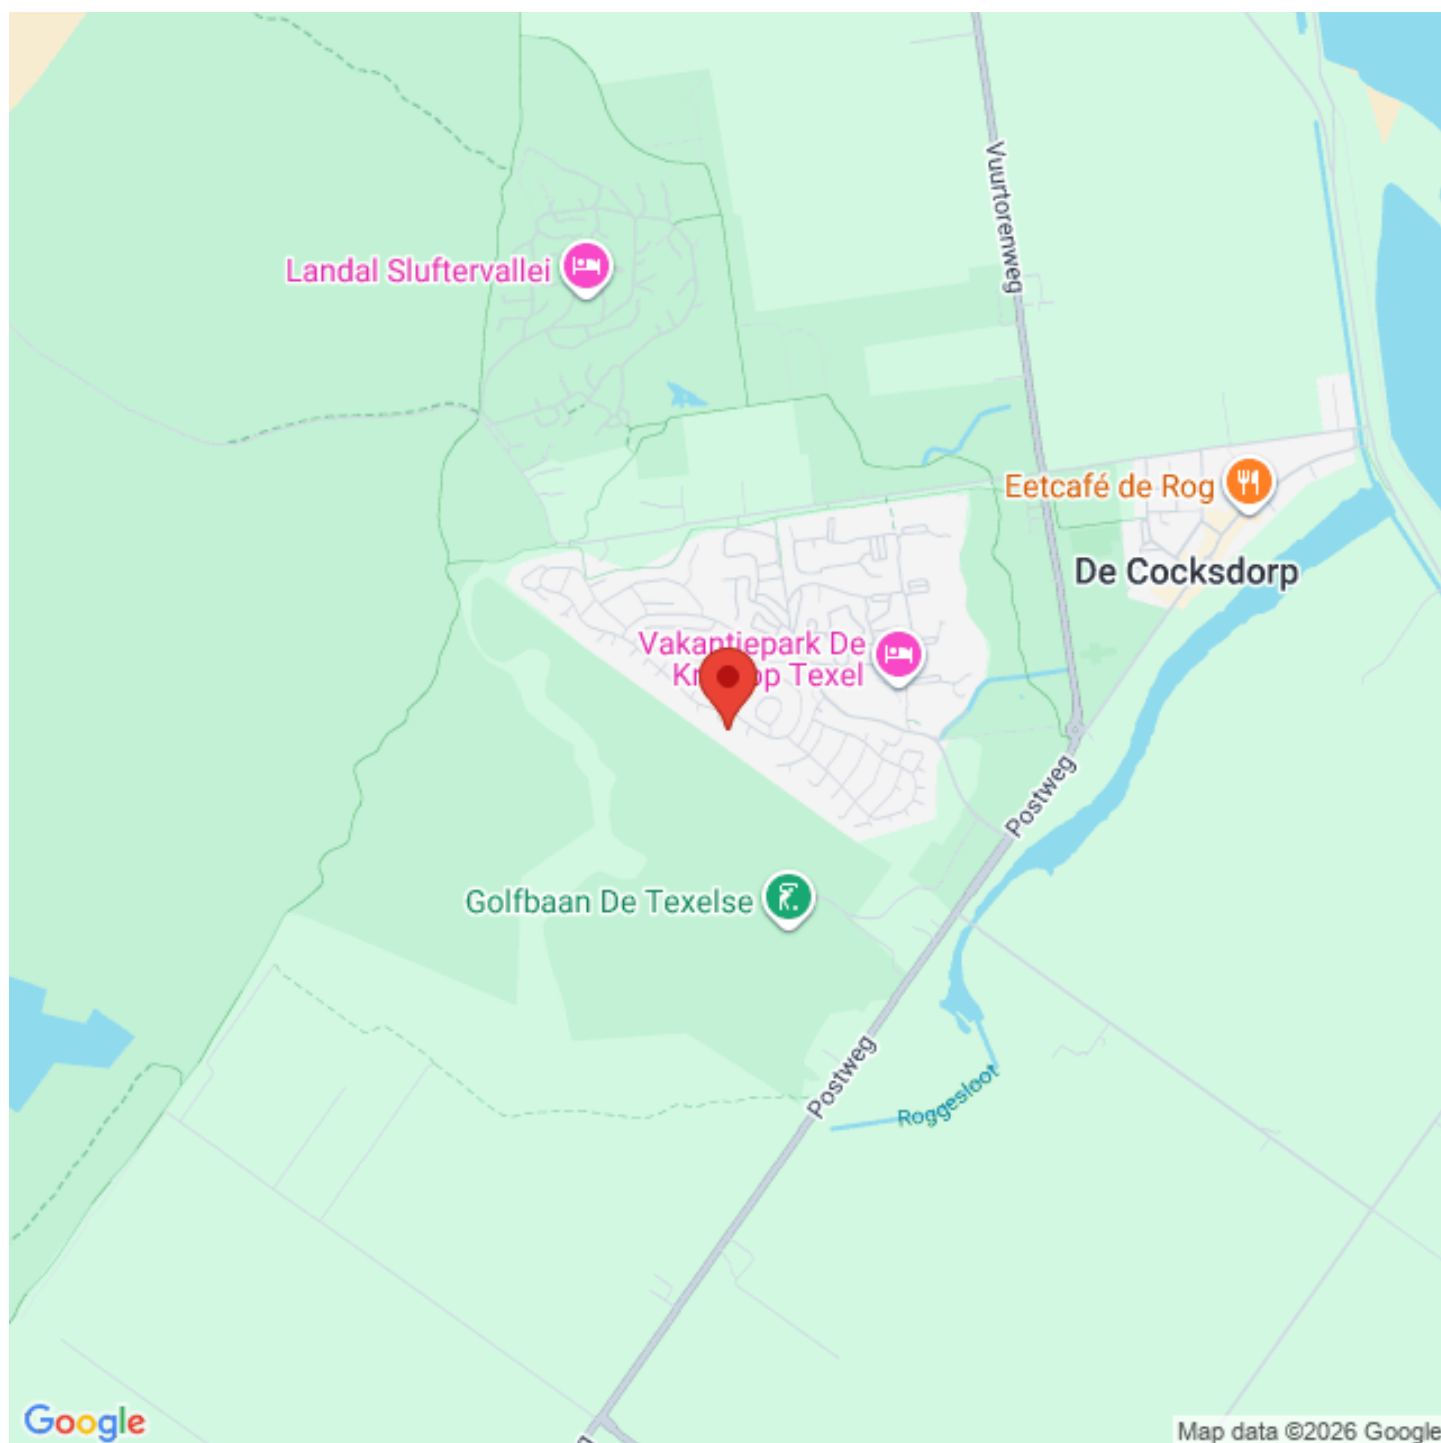 Vuurtorenweg
Landal Sluftervallei
Eetcafé de Rog
De Cocksdorp
Vakantiepark De
Texel
Postweg
Golfbaan De Texelse
Postweg
Roggesloot
Google
Map data ©2026 Google